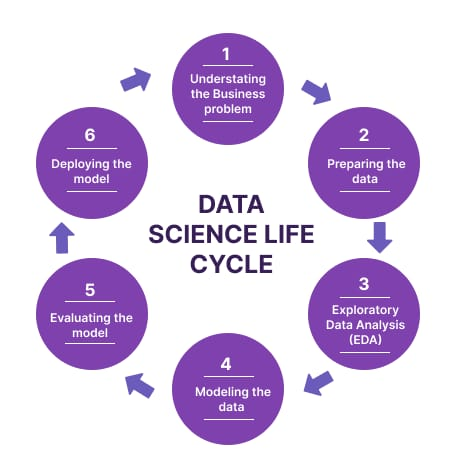 DATA
SCIENCE LIFE
CYCLE
1
Understating
the Business
problem
2
Preparing the
data
3
Exploratory
Data Analysis
(EDA)
4
Modeling the
data
5
Evaluating the
model
6
Deploying the
model